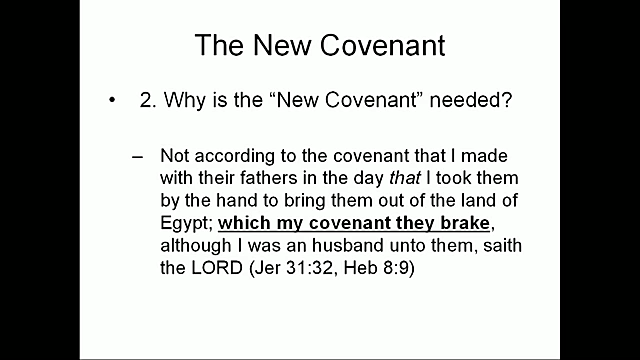 The New Covenant
• 2. Why is the “New Covenant” needed?
– Not according to the covenant that I made
with their fathers in the day that I took them
by the hand to bring them out of the land of
Egypt; which my covenant they brake,
although I was an husband unto them, saith
the LORD (Jer 31:32, Heb 8:9)